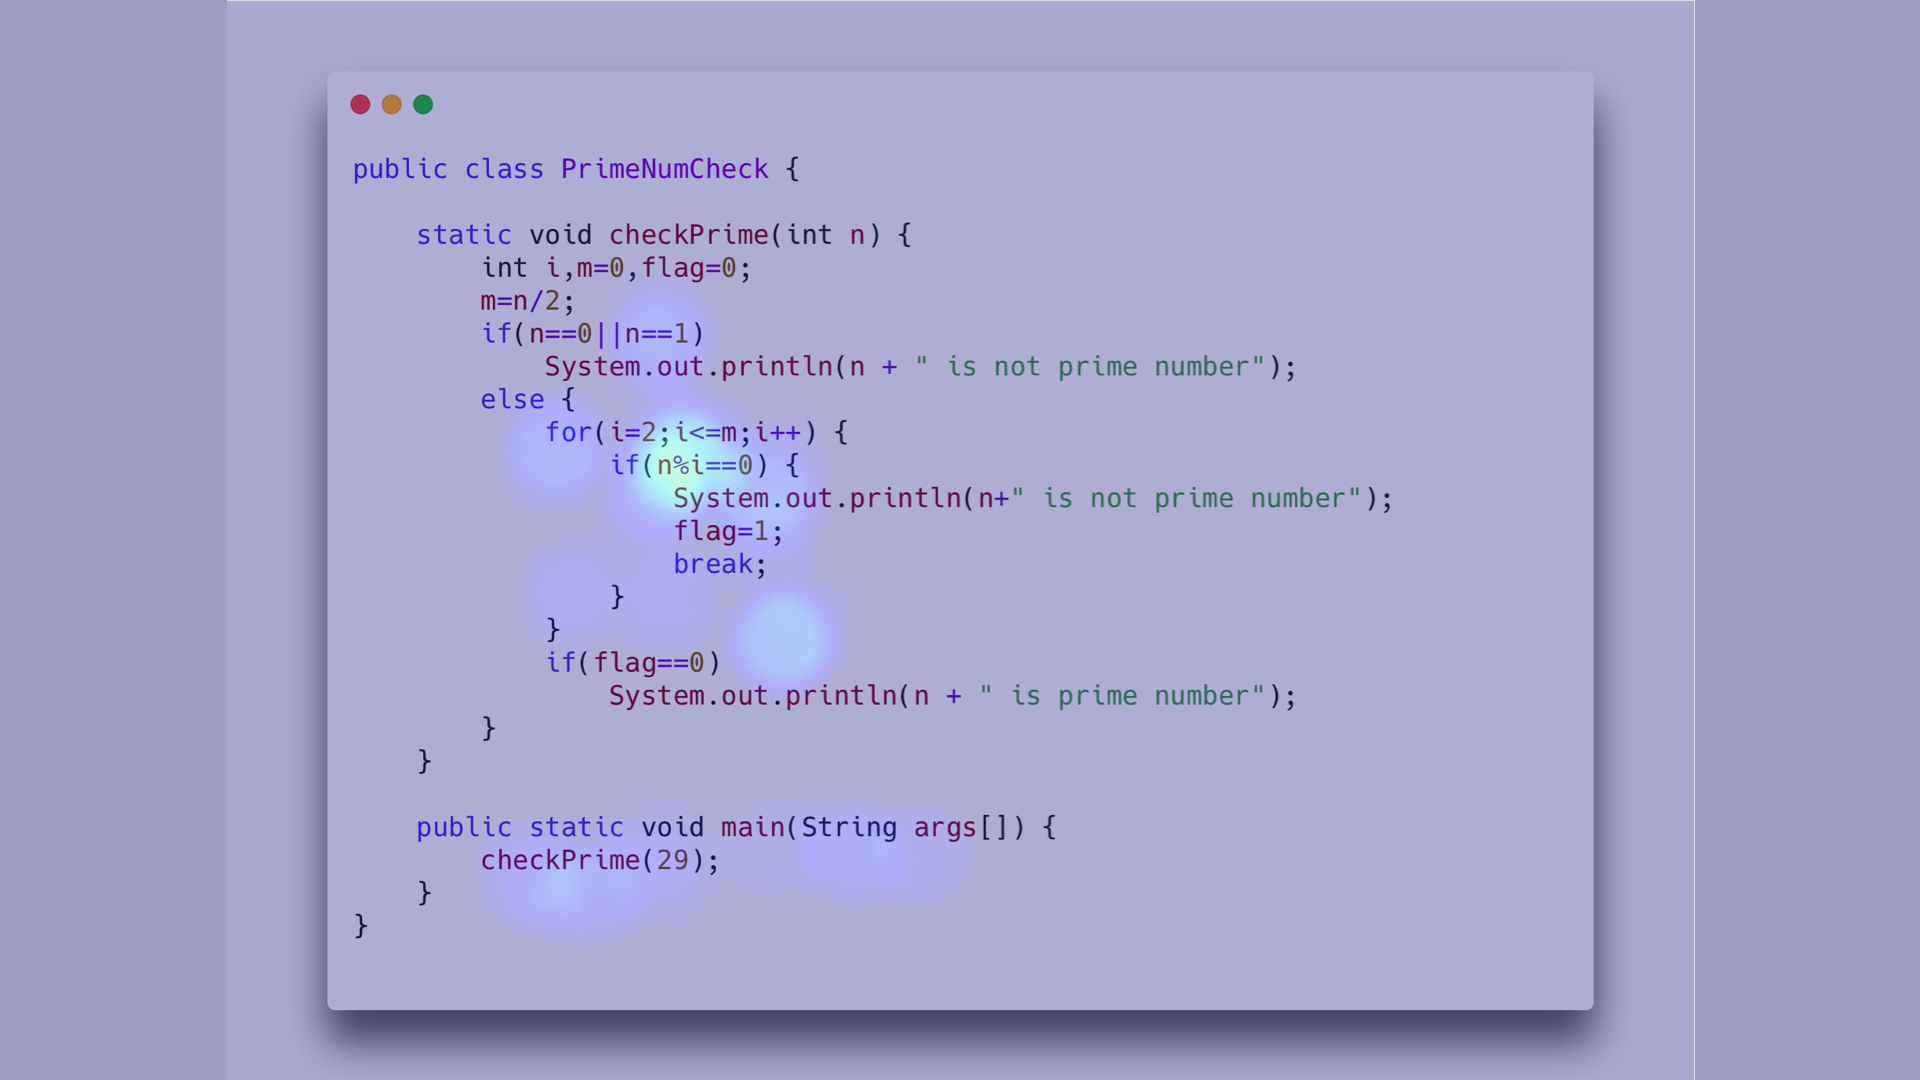 public class PrimeNumCheck {
static void checkPrime(int n) {
int i,m=0,flag=0;
m=n/2;
if(n==0||n==1)
System.out.println(n + " is not prime number");
else {
for(i=2;i<=m;i++) {
if(n%i==0) {
System.out.println(n+" is not prime number");
flag=1;
break;
}
}
if(flag==0)
System.out.println(n + " is prime number");
}
}
public static void main(String args[]) {
checkPrime(29);
}
}